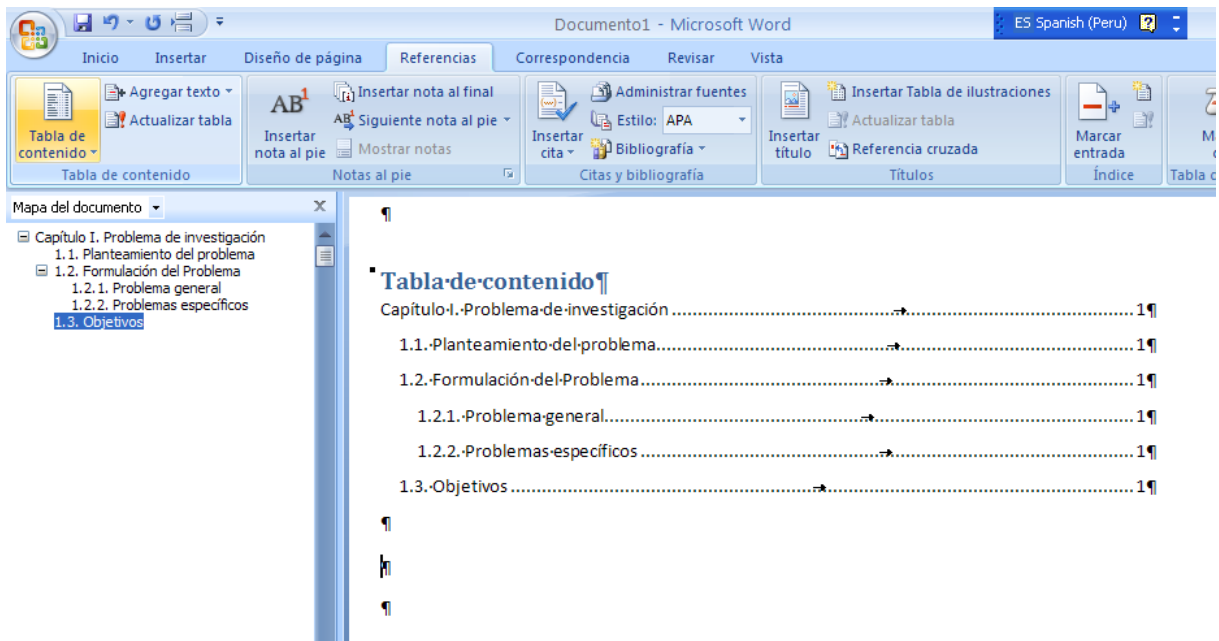 Documento1 - Microsoft Word
ES Spanish (Peru)
Inicio Insertar Diseño de página Referencias Correspondencia Revisar Vista
Tabla de contenido
Agregar texto
Actualizar tabla
Tabla de contenido
AB1
Insertar nota al pie
Insertar nota al final
AB1 Siguiente nota al pie
Mostrar notas
Notas al pie
Insertar cita
Administrar fuentes
Estilo: APA
Bibliografía
Citas y bibliografía
Insertar título
Insertar Tabla de ilustraciones
Actualizar tabla
Referencia cruzada
Títulos
Marcar entrada
Índice
Tabla
Mapa del documento
Capítulo I. Problema de investigación
1.1. Planteamiento del problema
1.2. Formulación del Problema
1.2.1. Problema general
1.2.2. Problemas específicos
1.3. Objetivos
¶
Tabla·de·contenido¶
Capítulo·I.·Problema·de·investigación ........................................→........................................ 1¶
1.1.·Planteamiento·del·problema........................................→........................................ 1¶
1.2.·Formulación·del·Problema........................................→........................................ 1¶
1.2.1.·Problema·general........................................→........................................ 1¶
1.2.2.·Problemas·específicos ........................................→........................................ 1¶
1.3.·Objetivos ........................................→........................................ 1¶
¶
¶
¶